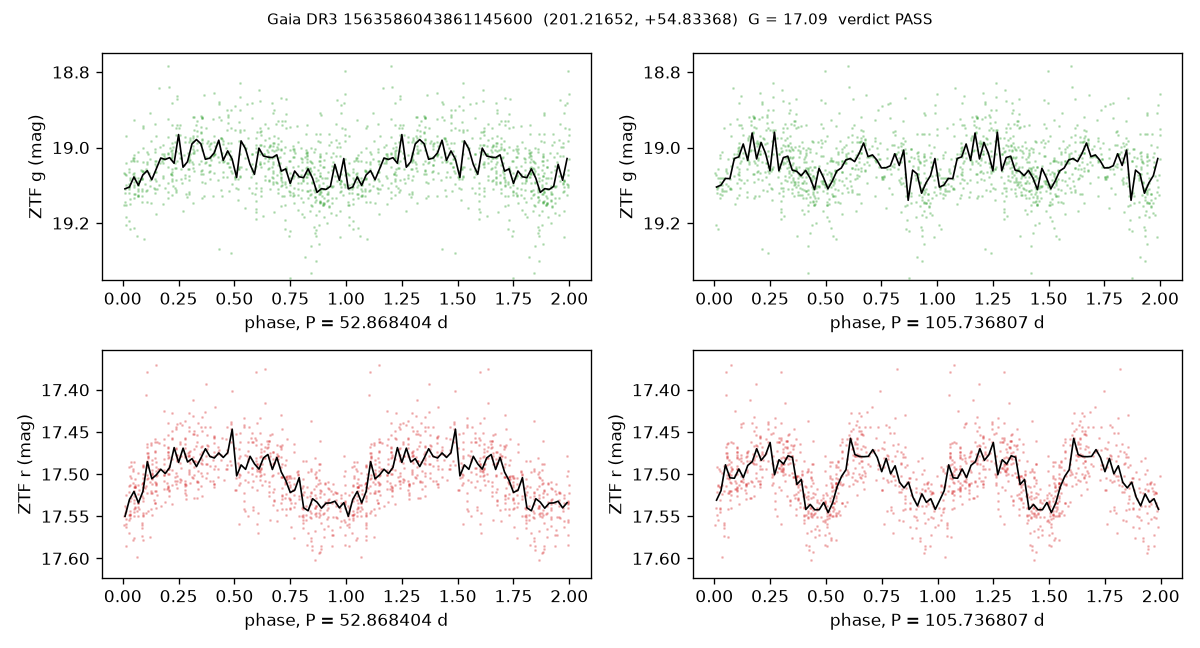 Gaia DR3 1563586043861145600 (201.21652, +54.83368) G = 17.09 verdict PASS
ZTF g (mag)
18.8
19.0
19.2
0.00 0.25 0.50 0.75 1.00 1.25 1.50 1.75 2.00
phase, P = 52.868404 d
ZTF g (mag)
18.8
19.0
19.2
0.00 0.25 0.50 0.75 1.00 1.25 1.50 1.75 2.00
phase, P = 105.736807 d
ZTF r (mag)
17.40
17.45
17.50
17.55
17.60
0.00 0.25 0.50 0.75 1.00 1.25 1.50 1.75 2.00
phase, P = 52.868404 d
ZTF r (mag)
17.40
17.45
17.50
17.55
17.60
0.00 0.25 0.50 0.75 1.00 1.25 1.50 1.75 2.00
phase, P = 105.736807 d